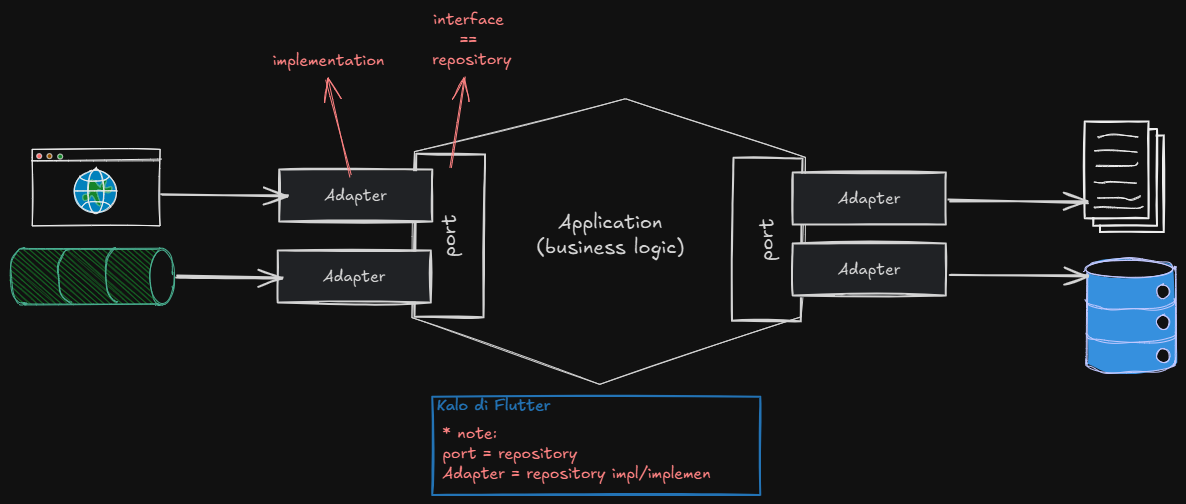 interface
==
repository
implementation
Adapter
Adapter
port
Application
(business logic)
port
Adapter
Adapter
Kalo di Flutter
* note:
port = repository
Adapter = repository impl/implemen